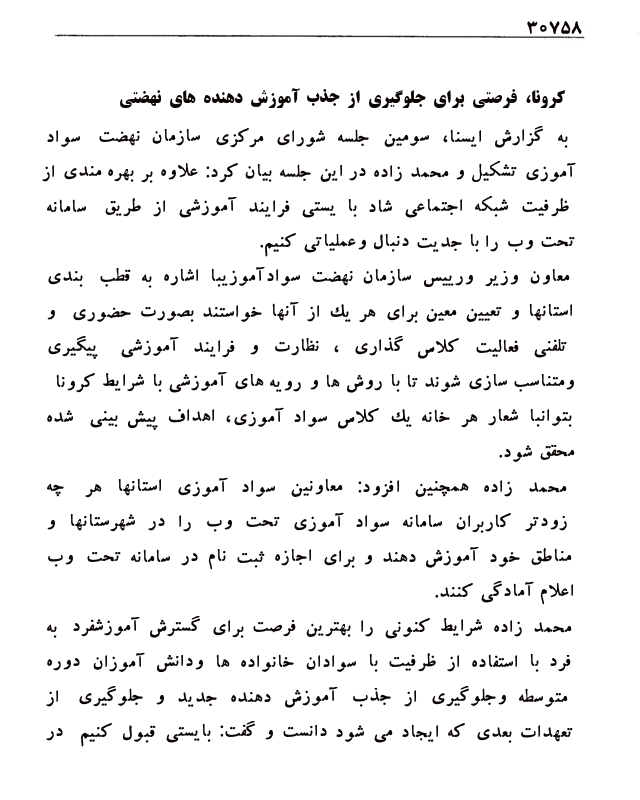 ۳۰۷۵۸
کرونا، فرصتی برای جلوگیری از جذب آموزش دهنده های نهضتی
به گزارش ایسنا، سومین جلسه شورای مرکزی سازمان نهضت سواد
آموزی تشکیل و محمد زاده در این جلسه بیان کرد: علاوه بر بهره مندی از
ظرفیت شبکه اجتماعی شاد با یستی فرایند آموزشی از طریق سامانه
تحت وب را با جدیت دنبال وعملیاتی کنیم.
معاون وزیر ورییس سازمان نهضت سوادآموزیبا اشاره به قطب بندی
استانها و تعیین معین برای هر یك از آنها خواستند بصورت حضوری و
تلفنی فعالیت کلاس گذاری ، نظارت و فرایند آموزشی پیگیری
ومتناسب سازی شوند تا با روش ها و رویه های آموزشی با شرایط کرونا
بتوانبا شعار هر خانه یك کلاس سواد آموزی، اهداف پیش بینی شده
محقق شود.
محمد زاده همچنین افزود: معاونین سواد آموزی استانها هر چه
زودتر کاربران سامانه سواد آموزی تحت وب را در شهرستانها و
مناطق خود آموزش دهند و برای اجازه ثبت نام در سامانه تحت وب
اعلام آمادگی کنند.
محمد زاده شرایط کنونی را بهترین فرصت برای گسترش آموزشفرد به
فرد با استفاده از ظرفیت با سوادان خانواده ها ودانش آموزان دوره
متوسطه وجلوگیری از جذب آموزش دهنده جدید و جلوگیری از
تعهدات بعدی که ایجاد می شود دانست و گفت: بایستی قبول کنیم در